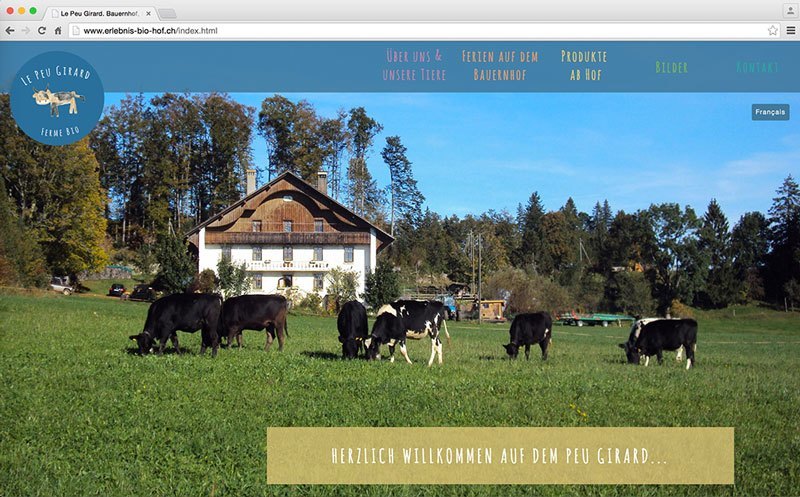 Le Peu Girard. Bauernhof,
www.erlebnis-bio-hof.ch/index.html
Le Peu Girard
Ferme Bio
Über uns &
unsere Tiere
Ferien auf dem
Bauernhof
Produkte
ab Hof
Bilder
Kontakt
Français
HERZLICH WILLKOMMEN AUF DEM PEU GIRARD...